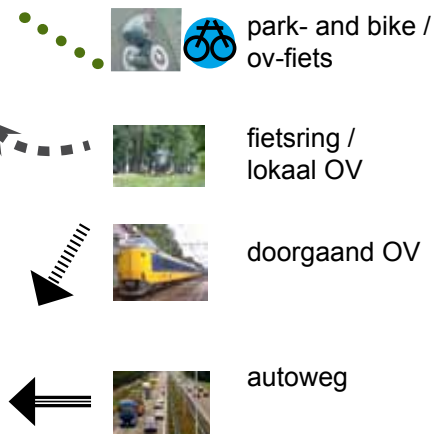 park- and bike /
ov-fiets
fietsring /
lokaal OV
doorgaand OV
autoweg